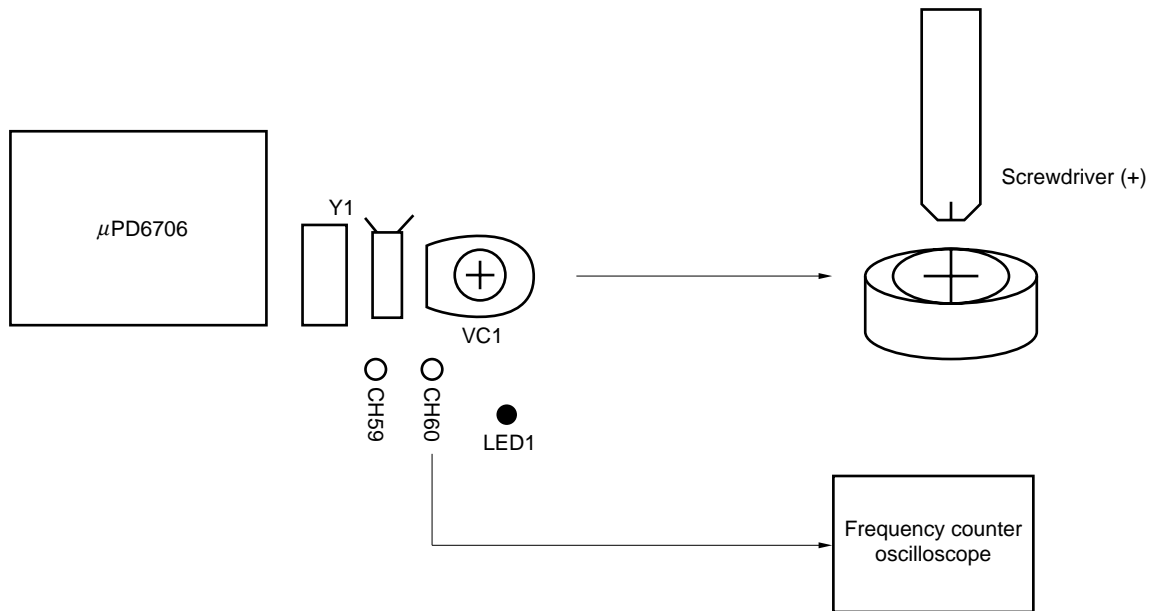 Screwdriver (+)
μPD6706
Y1
VC1
CH59
CH60
LED1
Frequency counter
oscilloscope